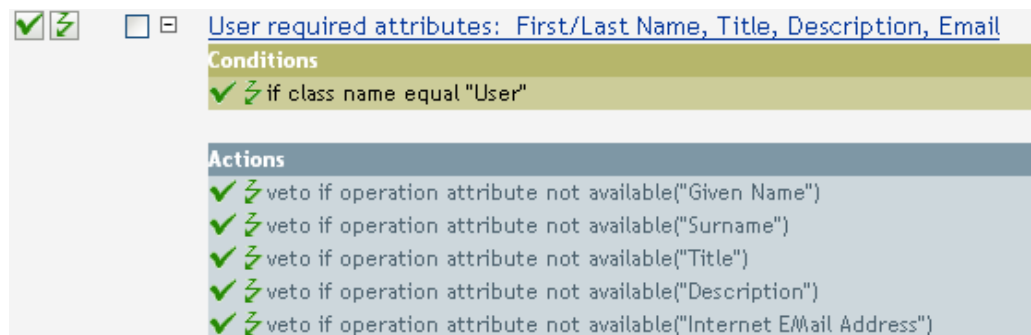 User required attributes: First/Last Name, Title, Description, Email
Conditions
if class name equal "User"
Actions
veto if operation attribute not available("Given Name")
veto if operation attribute not available("Surname")
veto if operation attribute not available("Title")
veto if operation attribute not available("Description")
veto if operation attribute not available("Internet EMail Address")